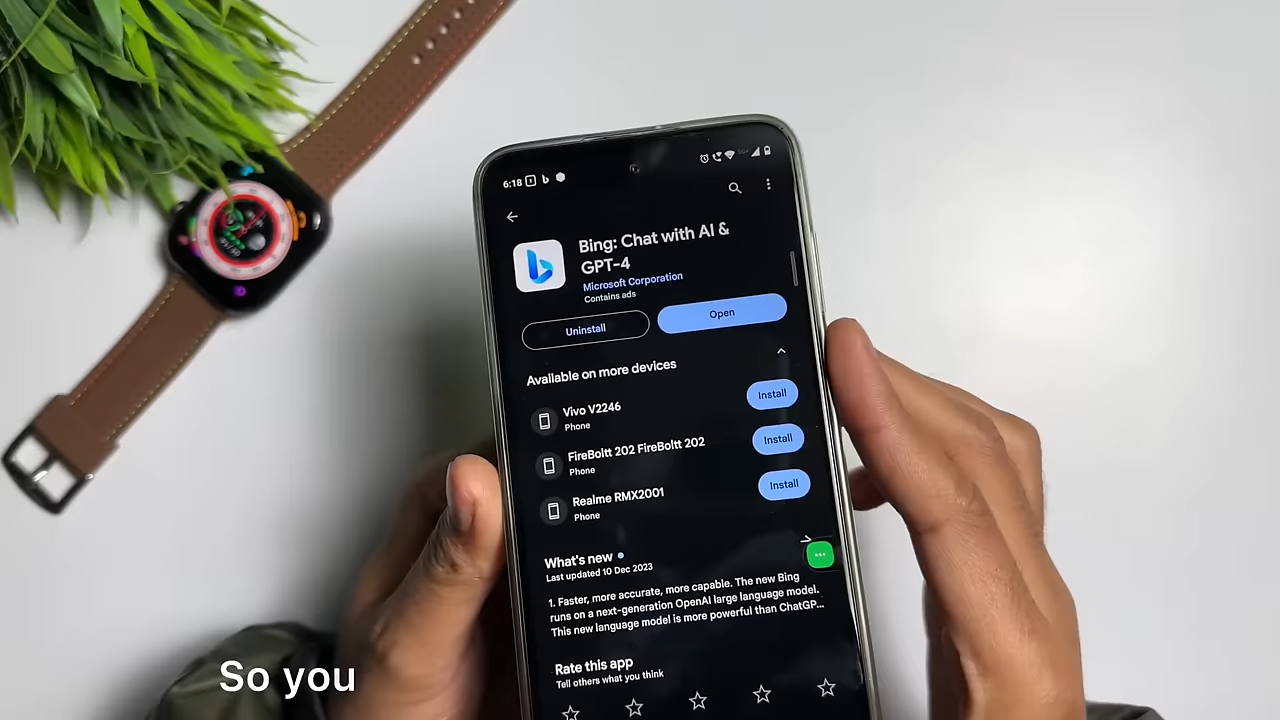 6:18
Bing: Chat with AI &
GPT-4
Microsoft Corporation
Contains ads
Uninstall
Open
Available on more devices
Vivo V2246
Phone
Install
FireBoltt 202 FireBoltt 202
Phone
Install
Realme RMX2001
Phone
Install
What's new
Last updated 10 Dec 2023
1. Faster, more accurate, more capable. The new Bing
runs on a next-generation OpenAI large language model.
This new language model is more powerful than ChatGP...
Rate this app
Tell others what you think
So you